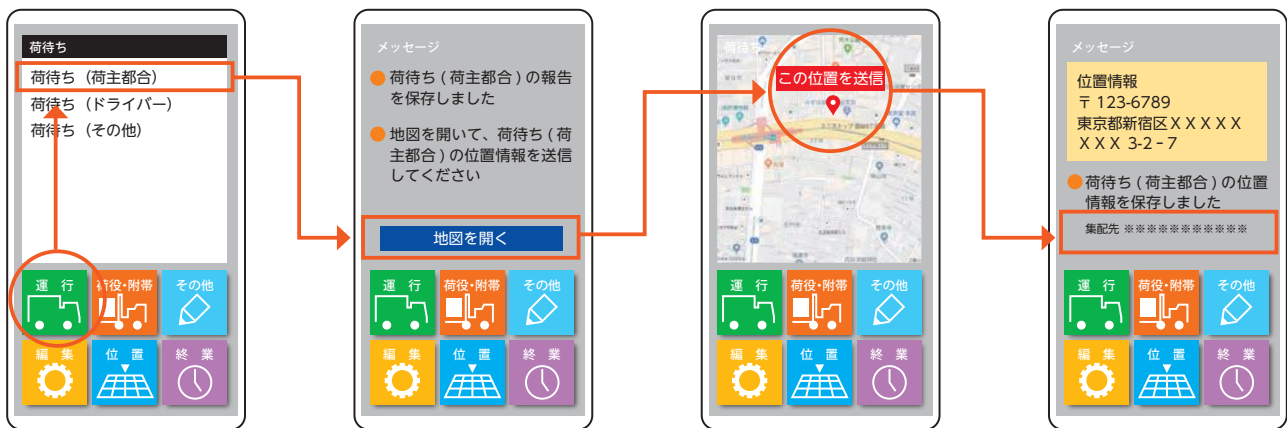 荷待ち
荷待ち（荷主都合）
荷待ち（ドライバー）
荷待ち（その他）
運 行
荷役・附帯
その他
編 集
位 置
終 業
メッセージ
荷待ち ( 荷主都合 ) の報告
を保存しました
地図を開いて、荷待ち ( 荷
主都合 ) の位置情報を送信
してください
地図を開く
運 行
荷役・附帯
その他
編 集
位 置
終 業
荷待ち
この位置を送信
運 行
荷役・附帯
その他
編 集
位 置
終 業
メッセージ
位置情報
〒 123-6789
東京都新宿区ＸＸＸＸＸ
ＸＸＸ 3-2-7
荷待ち ( 荷主都合 ) の位置
情報を保存しました
集配先 ※※※※※※※※※※※
運 行
荷役・附帯
その他
編 集
位 置
終 業